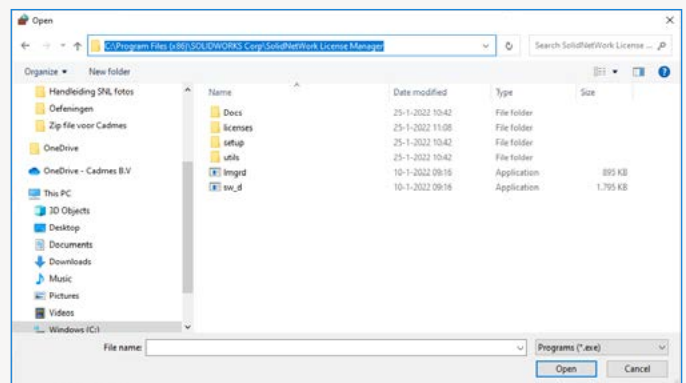 Open
C:\Program Files (x86)\SOLIDWORKS Corp\SolidNetWork License Manager
Search SolidNetWork License ...
Organize
New folder
Handleiding SNL fotos
Oefeningen
Zip file voor Cadmes
OneDrive
OneDrive - Cadmes B.V
This PC
3D Objects
Desktop
Documents
Downloads
Music
Pictures
Videos
Windows (C:)
Name Date modified Type Size
Docs 25-1-2022 10:42 File folder
licenses 25-1-2022 11:08 File folder
setup 25-1-2022 10:42 File folder
utils 25-1-2022 10:42 File folder
lmgrd 10-1-2022 09:16 Application 895 KB
sw_d 10-1-2022 09:16 Application 1.795 KB
File name:
Programs (*.exe)
Open
Cancel